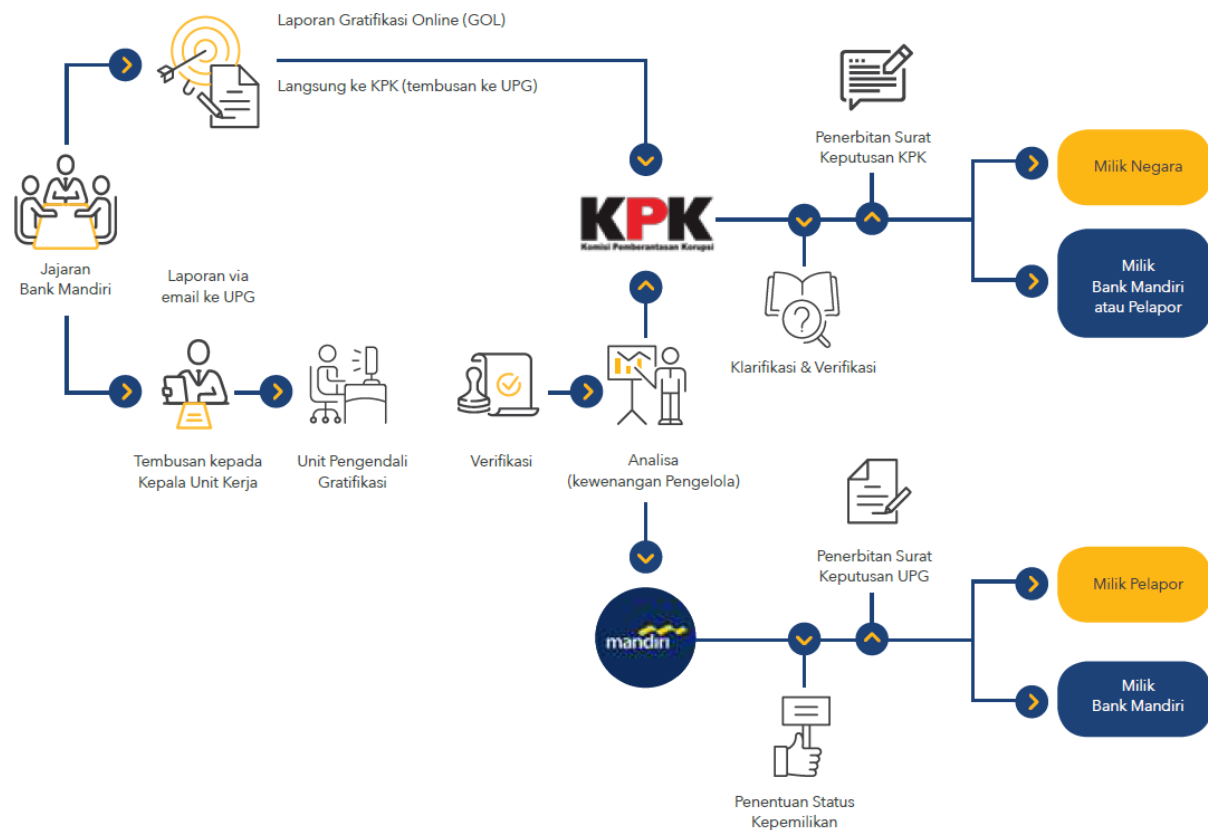 Laporan Gratifikasi Online (GOL)
Langsung ke KPK (tembusan ke UPG)
Jajaran
Bank Mandiri
Laporan via
email ke UPG
Tembusan kepada
Kepala Unit Kerja
Unit Pengendali
Gratifikasi
Verifikasi
Analisa
(kewenangan Pengelola)
KPK
Komisi Pemberantasan Korupsi
Penerbitan Surat
Keputusan KPK
Klarifikasi & Verifikasi
Milik Negara
Milik
Bank Mandiri
atau Pelapor
mandiri
Penerbitan Surat
Keputusan UPG
Penentuan Status
Kepemilikan
Milik Pelapor
Milik
Bank Mandiri